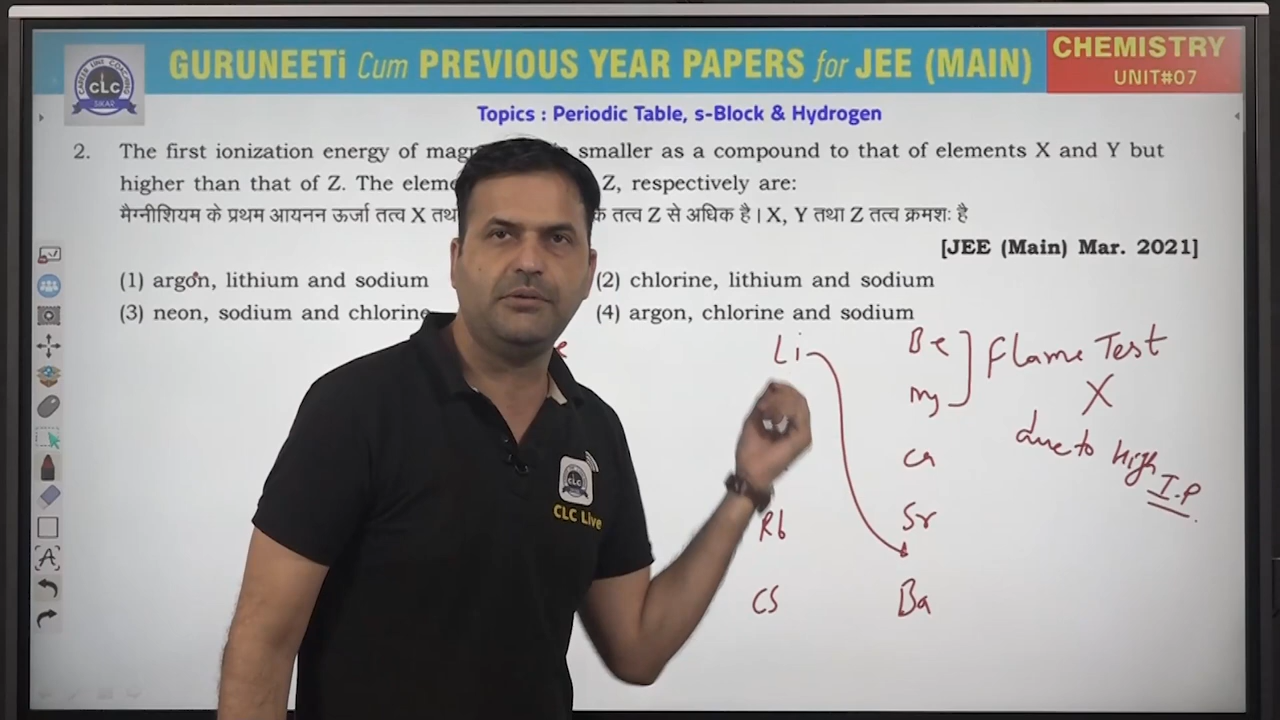 GURUNEETi Cum PREVIOUS YEAR PAPERS for JEE (MAIN)
CHEMISTRY
UNIT#07
CLC
SIKAR
Topics : Periodic Table, s-Block & Hydrogen
2. The first ionization energy of smaller as a compound to that of elements X and Y but
higher than that of Z. The Z, respectively are:
मैग्नीशियम के प्रथम आयनन ऊर्जा तत्व X तत्व Z से अधिक है। X, Y तथा Z तत्व क्रमशः है
[JEE (Main) Mar. 2021]
(1) argon, lithium and sodium
(2) chlorine, lithium and sodium
(3) neon, sodium and chlorine
(4) argon, chlorine and sodium
Li
Be
Mg
Flame Test
X
due to High
I.P
Ca
Rb
Sr
Cs
Ba
CLC
CLC Live